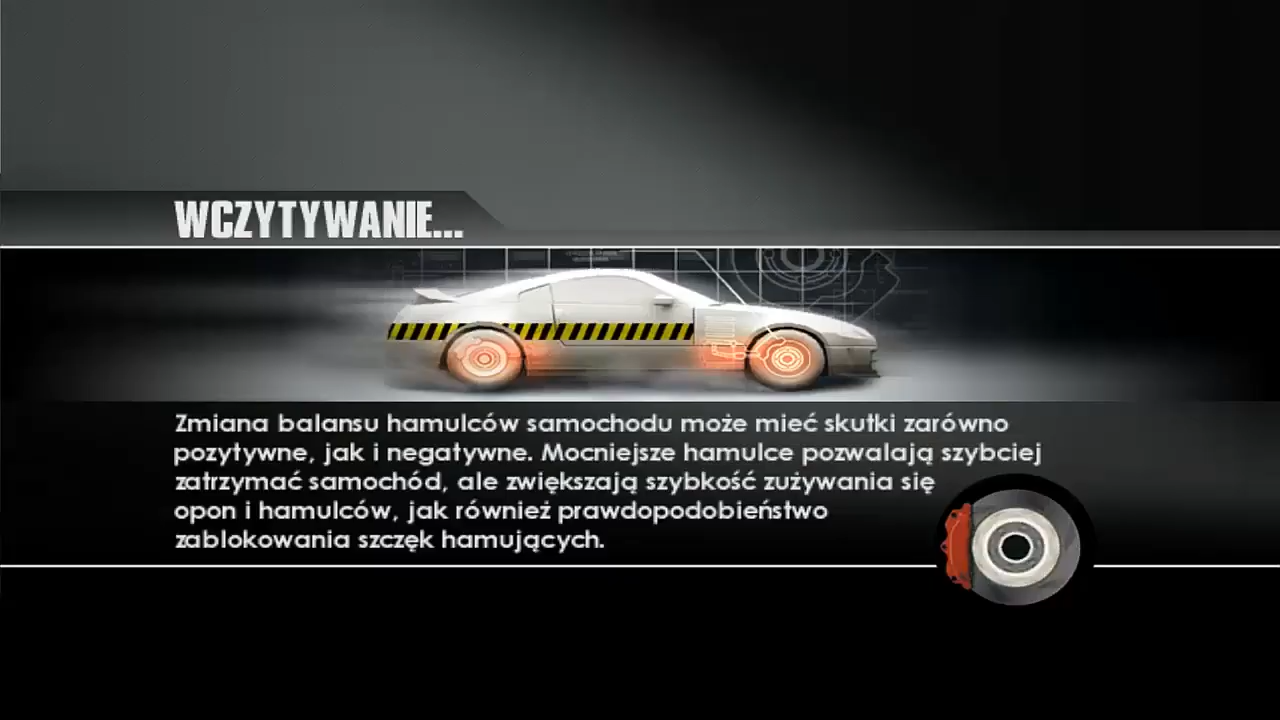 WCZYTYWANIE...
Zmiana balansu hamulców samochodu może mieć skutki zarówno
pozytywne, jak i negatywne. Mocniejsze hamulce pozwalają szybciej
zatrzymać samochód, ale zwiększają szybkość zużywania się
opon i hamulców, jak również prawdopodobieństwo
zablokowania szczęk hamujących.